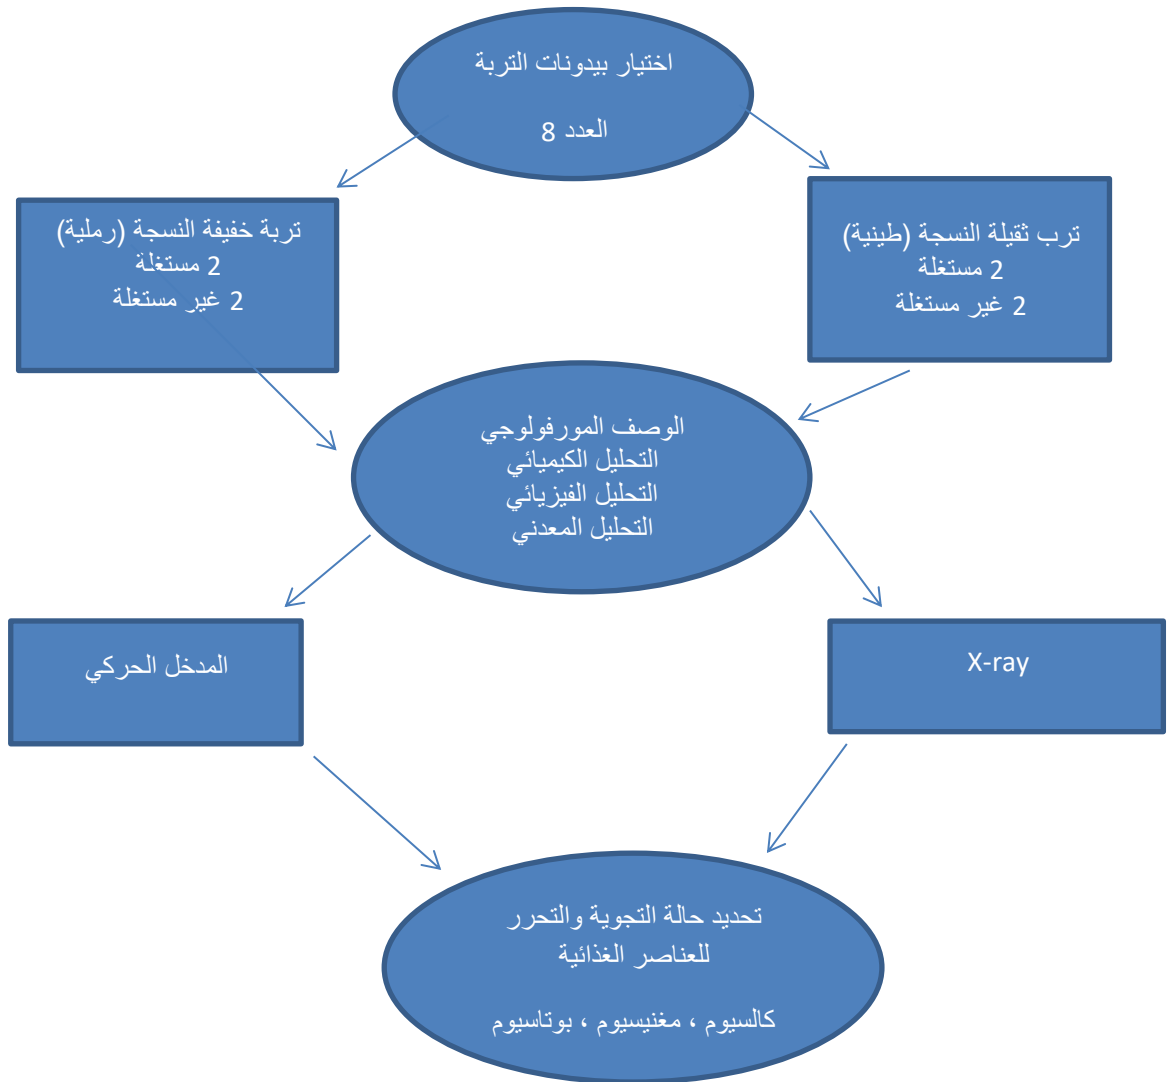 اختيار بيدونات التربة
العدد 8
ترب ثقيلة النسجة (طينية)
2 مستغلة
2 غير مستغلة
تربة خفيفة النسجة (رملية)
2 مستغلة
2 غير مستغلة
الوصف المورفولوجي
التحليل الكيميائي
التحليل الفيزيائي
التحليل المعدني
X-ray
المدخل الحركي
تحديد حالة التجوية والتحرر
للعناصر الغذائية
كالسيوم ، مغنيسيوم ، بوتاسيوم